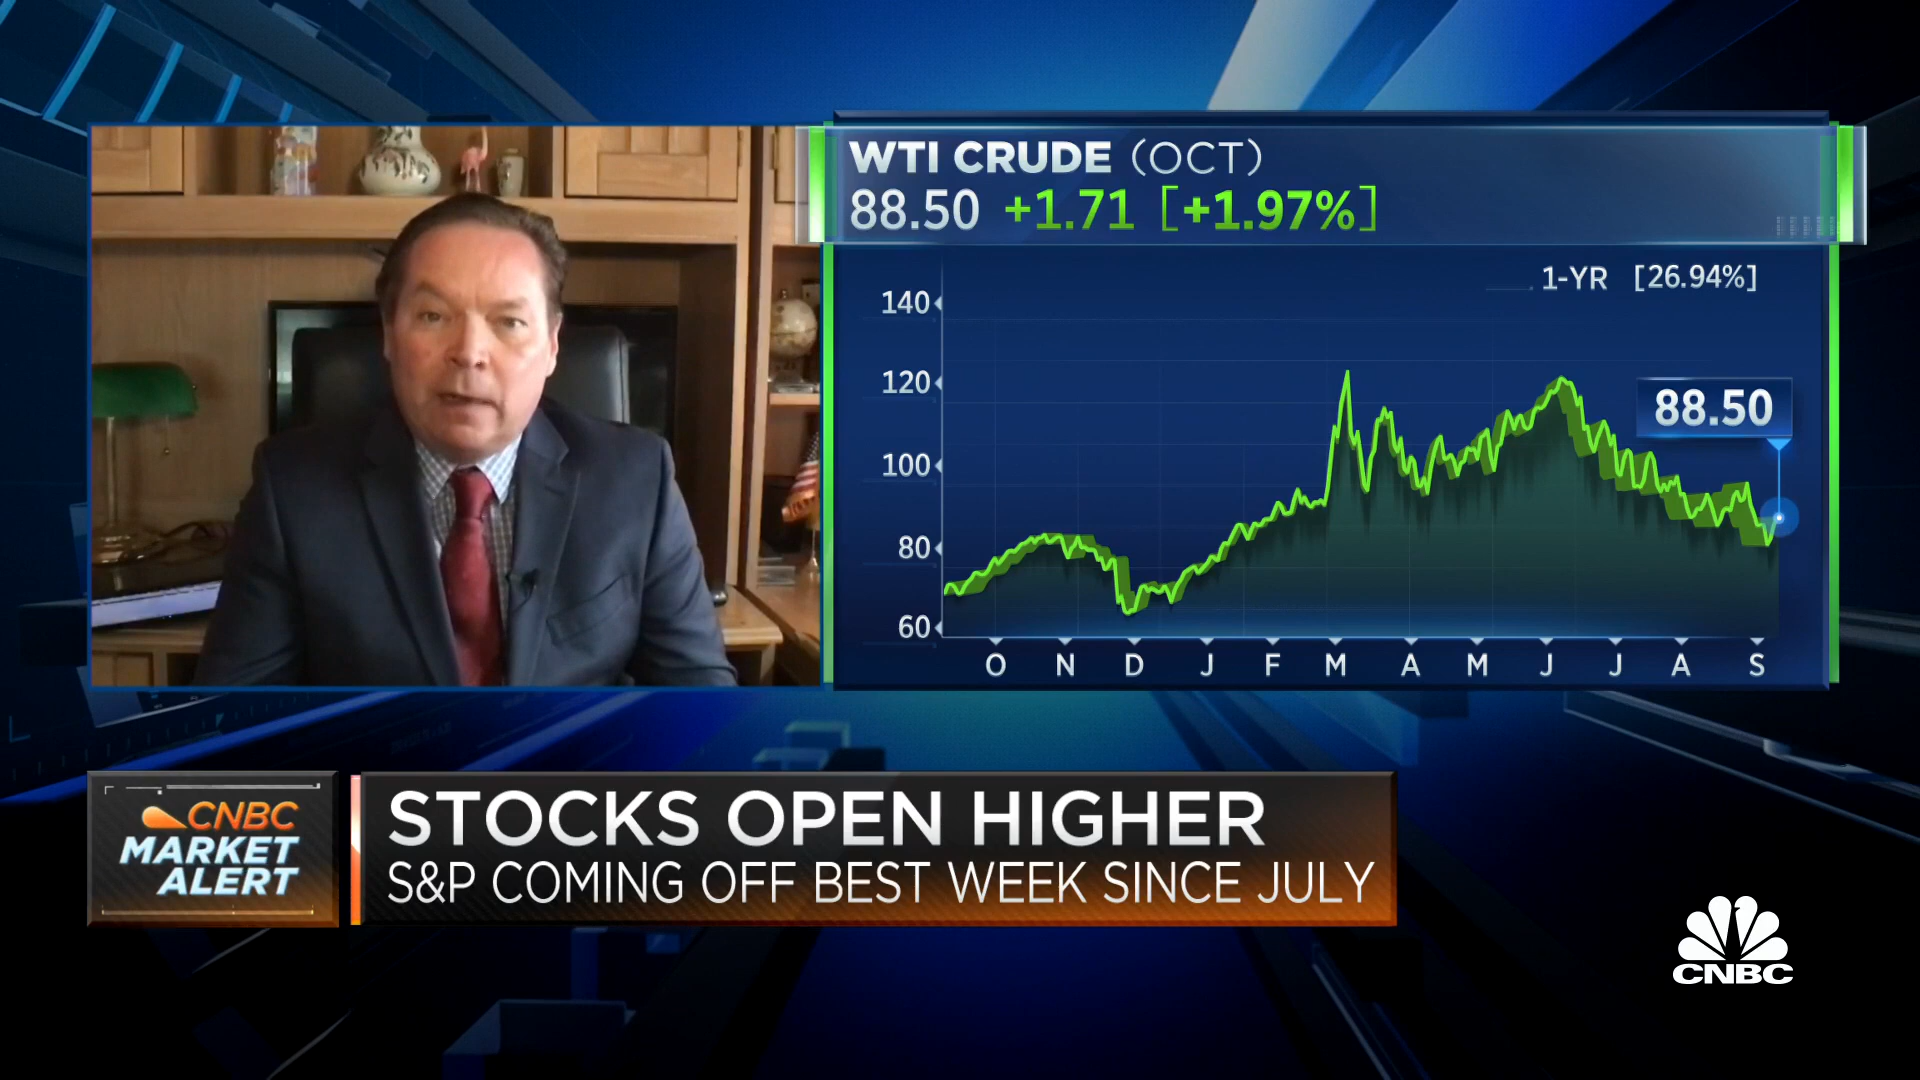 WTI CRUDE (OCT)
88.50 +1.71 [+1.97%]
1-YR [26.94%]
140
120
100
80
60
88.50
O N D J F M A M J J A S
CNBC
MARKET
ALERT
STOCKS OPEN HIGHER
S&P COMING OFF BEST WEEK SINCE JULY
CNBC